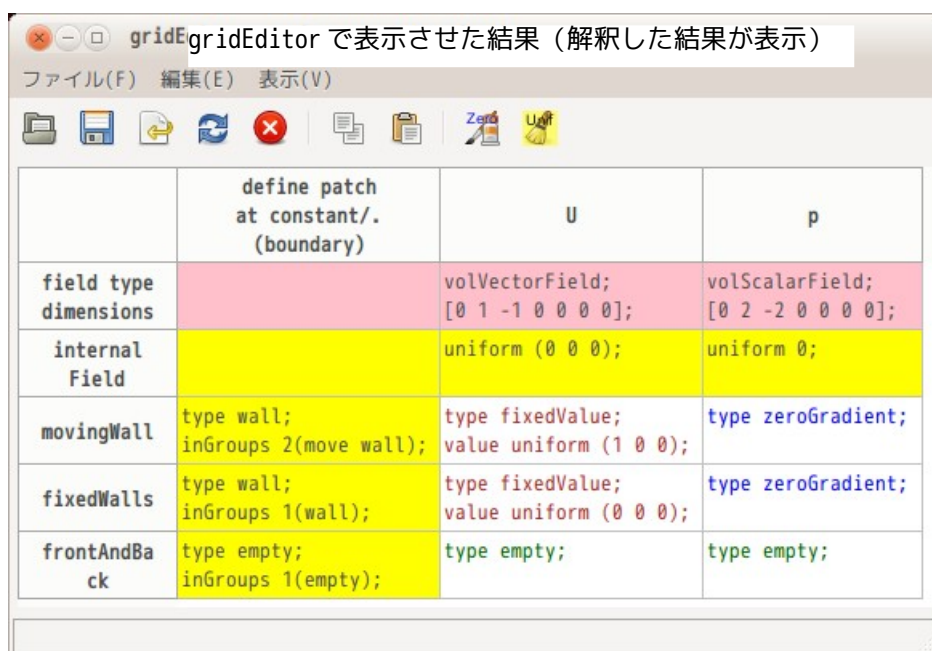 gridE
gridEditor で表示させた結果（解釈した結果が表示）
ファイル(F) 編集(E) 表示(V)
Zero Unif
define patch
at constant/.
(boundary)
U
p
field type
dimensions
volVectorField;
[0 1 -1 0 0 0 0];
volScalarField;
[0 2 -2 0 0 0 0];
internal
Field
uniform (0 0 0);
uniform 0;
movingWall
type wall;
inGroups 2(move wall);
type fixedValue;
value uniform (1 0 0);
type zeroGradient;
fixedWalls
type wall;
inGroups 1(wall);
type fixedValue;
value uniform (0 0 0);
type zeroGradient;
frontAndBa
ck
type empty;
inGroups 1(empty);
type empty;
type empty;